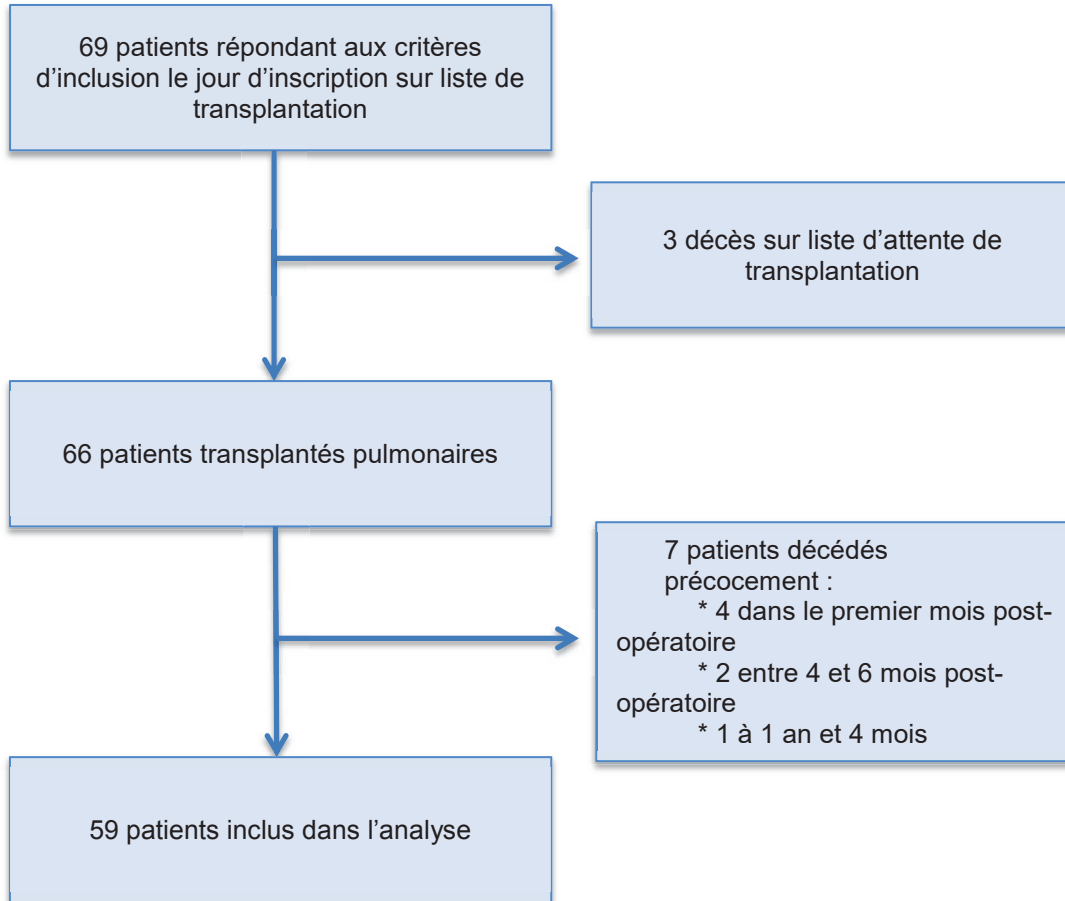 69 patients répondant aux critères
d’inclusion le jour d’inscription sur liste de
transplantation
3 décès sur liste d’attente de
transplantation
66 patients transplantés pulmonaires
7 patients décédés
précocement :
* 4 dans le premier mois post-
opératoire
* 2 entre 4 et 6 mois post-
opératoire
* 1 à 1 an et 4 mois
59 patients inclus dans l’analyse